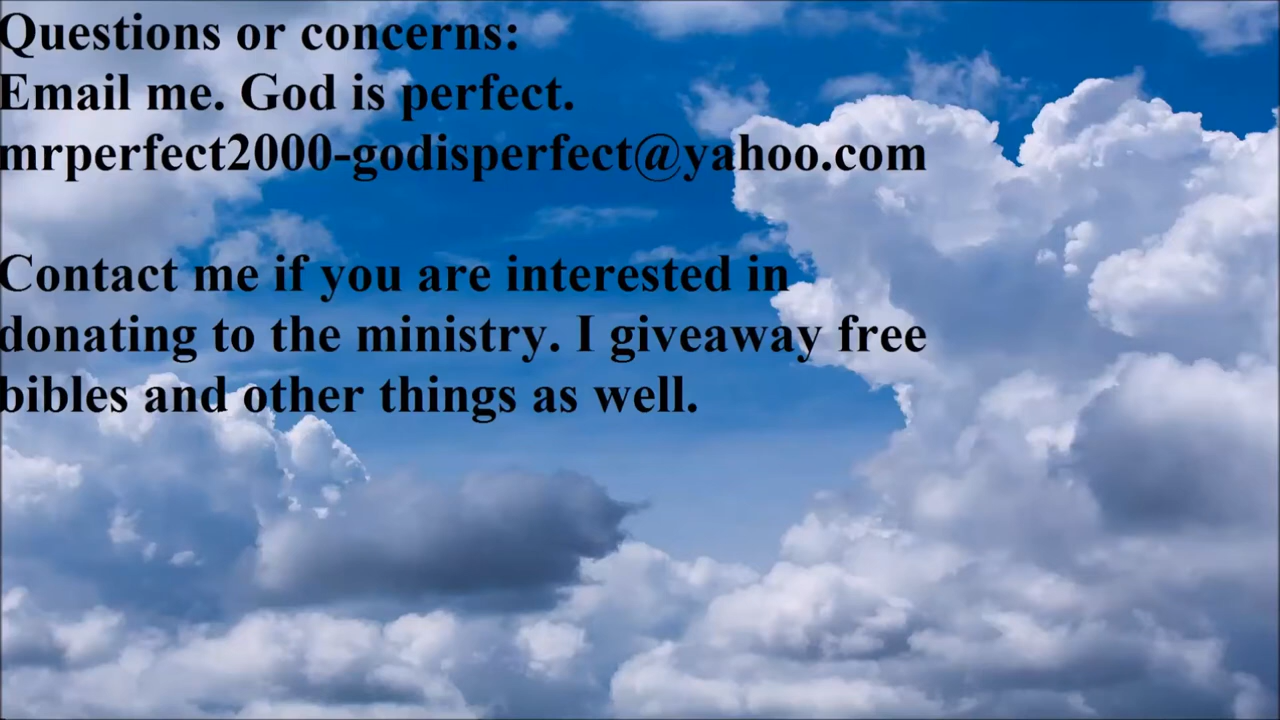 Questions or concerns:
Email me. God is perfect.
mrperfect2000-godisperfect@yahoo.com
Contact me if you are interested in
donating to the ministry. I giveaway free
bibles and other things as well.